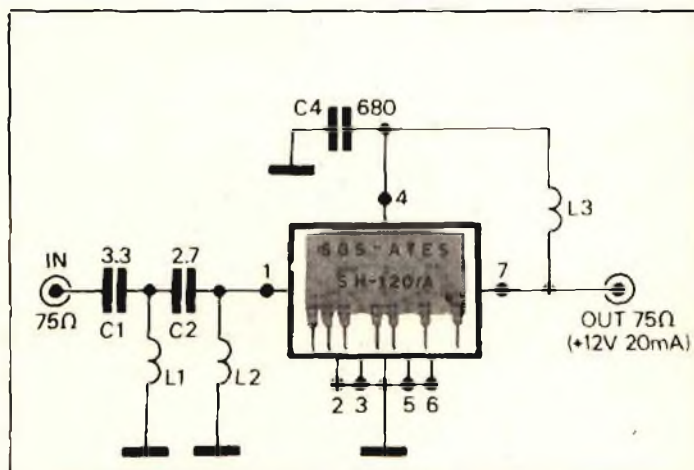 C4 680
4
L3
SGS-ATES
SH-120/A
IN
3.3
2.7
1
7
75Ω
C1
C2
OUT 75Ω
(+12V 20mA)
L1
L2
2
3
5
6